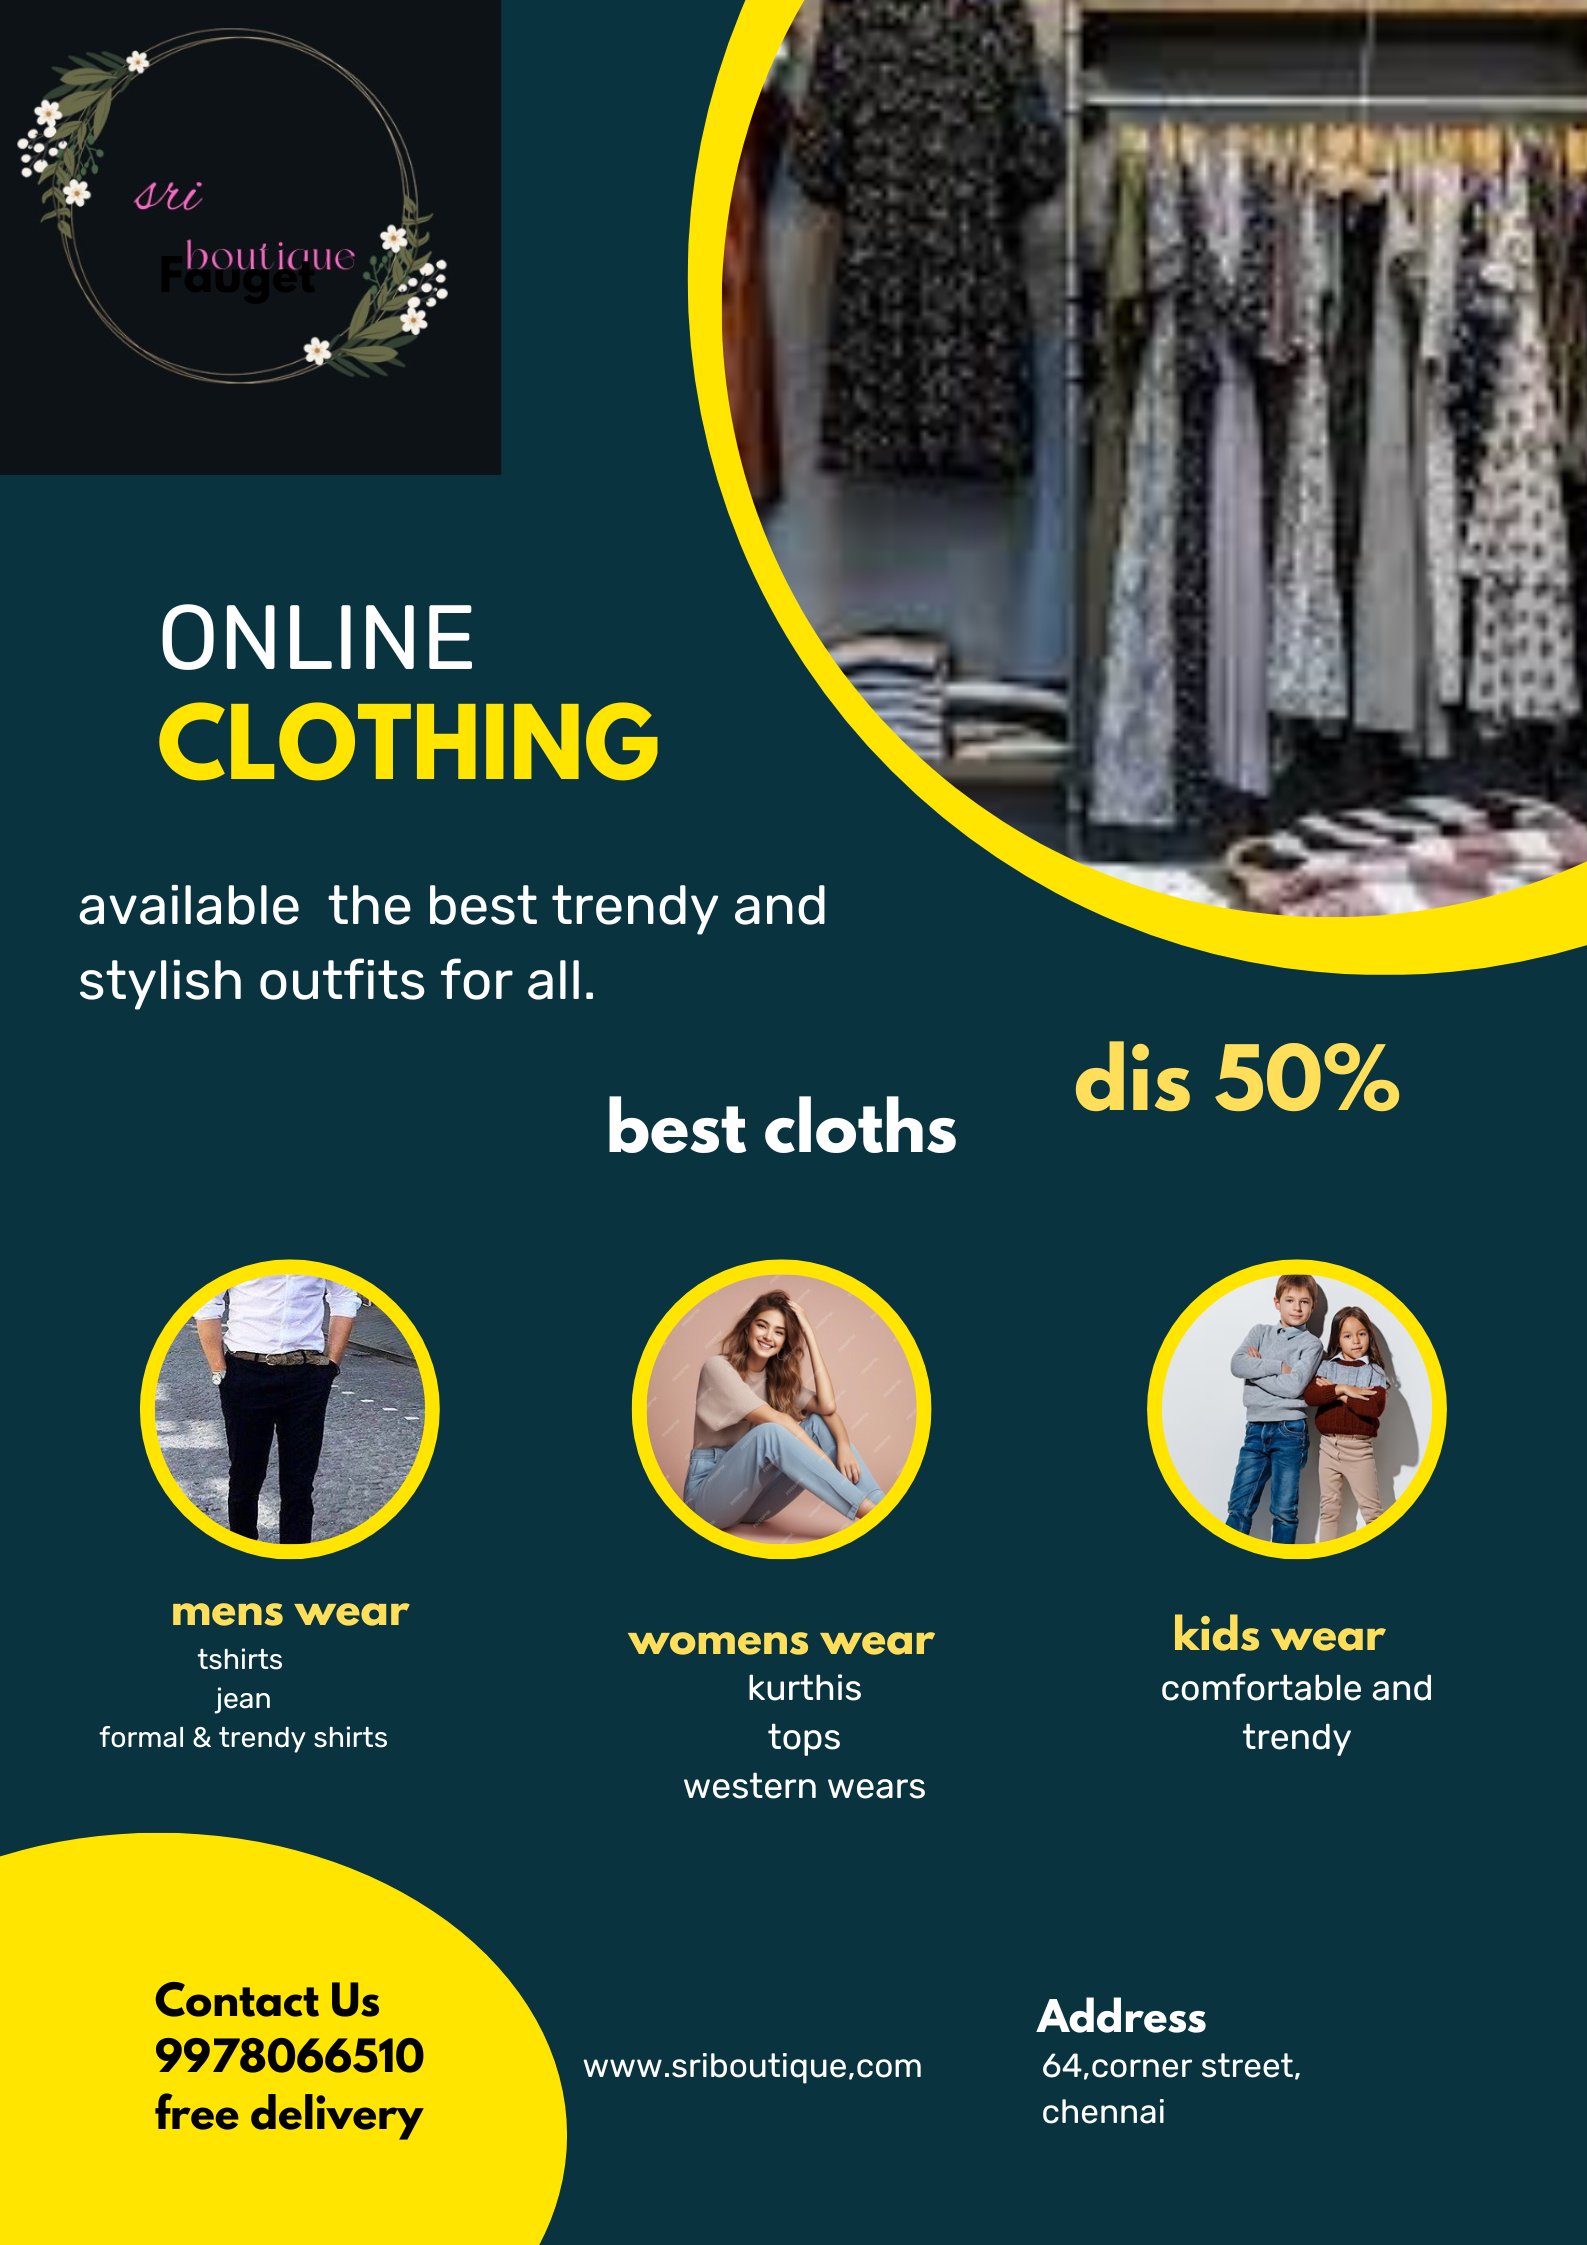 sri
boutique
Fauget
ONLINE
CLOTHING
available the best trendy and
stylish outfits for all.
dis 50%
best cloths
mens wear
tshirts
jean
formal & trendy shirts
womens wear
kurthis
tops
western wears
kids wear
comfortable and
trendy
Contact Us
9978066510
free delivery
www.sriboutique,com
Address
64,corner street,
chennai